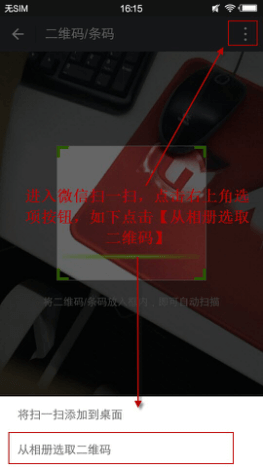 无SIM 16:15
二维码/条码
进入微信扫一扫，点击右上角选
项按钮，如下点击【从相册选取
二维码】
将二维码/条码放入框内，即可自动扫描
将扫一扫添加到桌面
从相册选取二维码